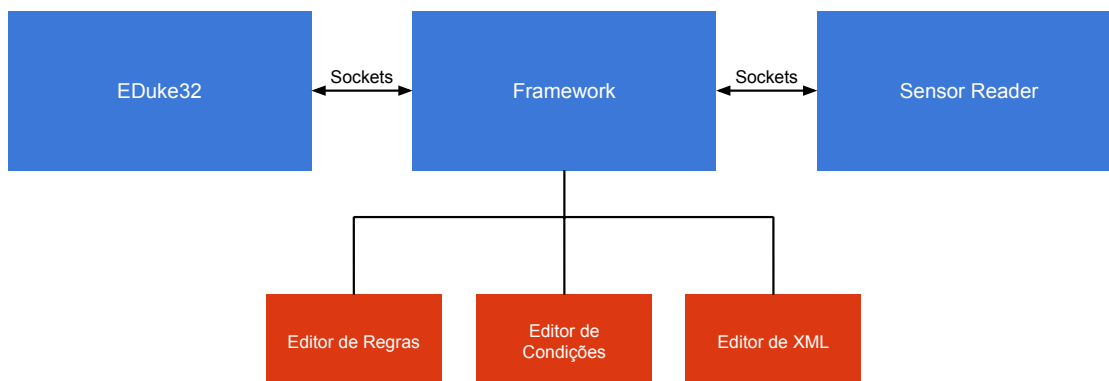 Sockets
Sockets
EDuke32
Framework
Sensor Reader
Editor de Regras
Editor de
Condições
Editor de XML